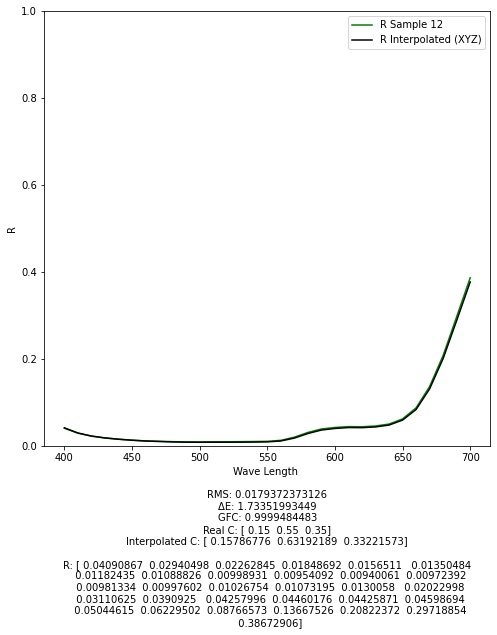 1.0
R Sample 12
R Interpolated (XYZ)
0.8
0.6
R
0.4
0.2
0.0
400 450 500 550 600 650 700
Wave Length
RMS: 0.0179372373126
ΔE: 1.73351993449
GFC: 0.9999484483
Real C: [ 0.15 0.55 0.35]
Interpolated C: [ 0.15786776 0.63192189 0.33221573]
R: [ 0.04090867 0.02940498 0.02262845 0.01848692 0.0156511 0.01350484
0.01182435 0.01088826 0.00998931 0.00954092 0.00940061 0.00972392
0.00981334 0.00997602 0.01026754 0.01073195 0.0130058 0.02022998
0.03110625 0.0390925 0.04257996 0.04460176 0.04425871 0.04598694
0.05044615 0.06229502 0.08766573 0.13667526 0.20822372 0.29718854
0.38672906]